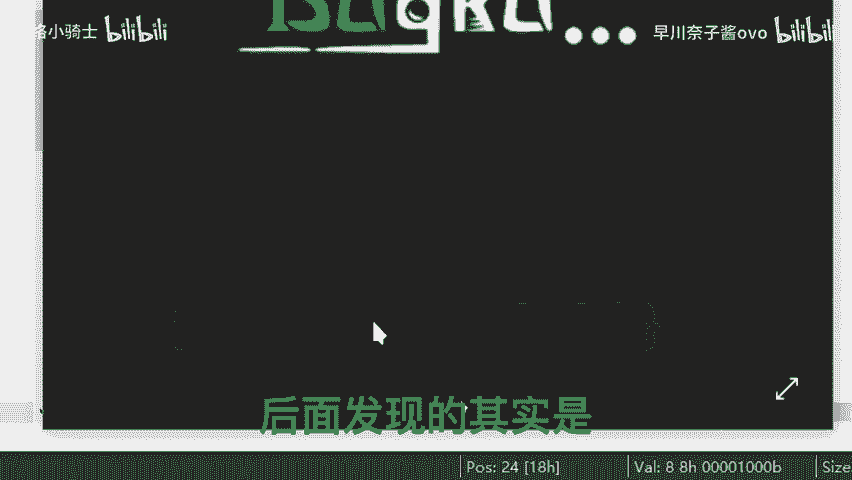 洛小骑士 bilibili
早川奈子酱ovo bilibili
BUGKU
后面发现的其实是
Pos: 24 [18h]
Val: 8 8h 00001000b
Size